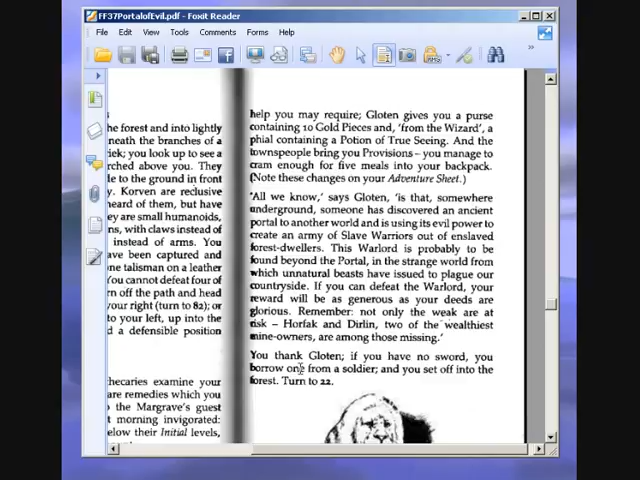 FF37PortalofEvil.pdf - Foxit Reader
File Edit View Tools Comments Forms Help
he forest and into lightly
neath the branches of a
iek; you look up to see a
rched above you. They
le to the ground in front
Korven are reclusive
heard of them, but have
ey are small humanoids,
ns, with claws instead of
instead of arms. You
ave been captured and
one talisman on a leather
You cannot defeat four of
rn off the path and head
your right (turn to 82); or
to your left, up into the
d a defensible position
hecaries examine your
are remedies which you
the Margrave's guest
t morning invigorated:
elow their Initial levels,
help you may require; Gloten gives you a purse
containing 10 Gold Pieces and, 'from the Wizard', a
phial containing a Potion of True Seeing. And the
townspeople bring you Provisions – you manage to
cram enough for five meals into your backpack.
(Note these changes on your Adventure Sheet.)
'All we know,' says Gloten, 'is that, somewhere
underground, someone has discovered an ancient
portal to another world and is using its evil power to
create an army of Slave Warriors out of enslaved
forest-dwellers. This Warlord is probably to be
found beyond the Portal, in the strange world from
which unnatural beasts have issued to plague our
countryside. If you can defeat the Warlord, your
reward will be as generous as your deeds are
glorious. Remember: not only the weak are at
risk – Horfak and Dirlin, two of the wealthiest
mine-owners, are among those missing.'
You thank Gloten; if you have no sword, you
borrow one from a soldier; and you set off into the
forest. Turn to 22.